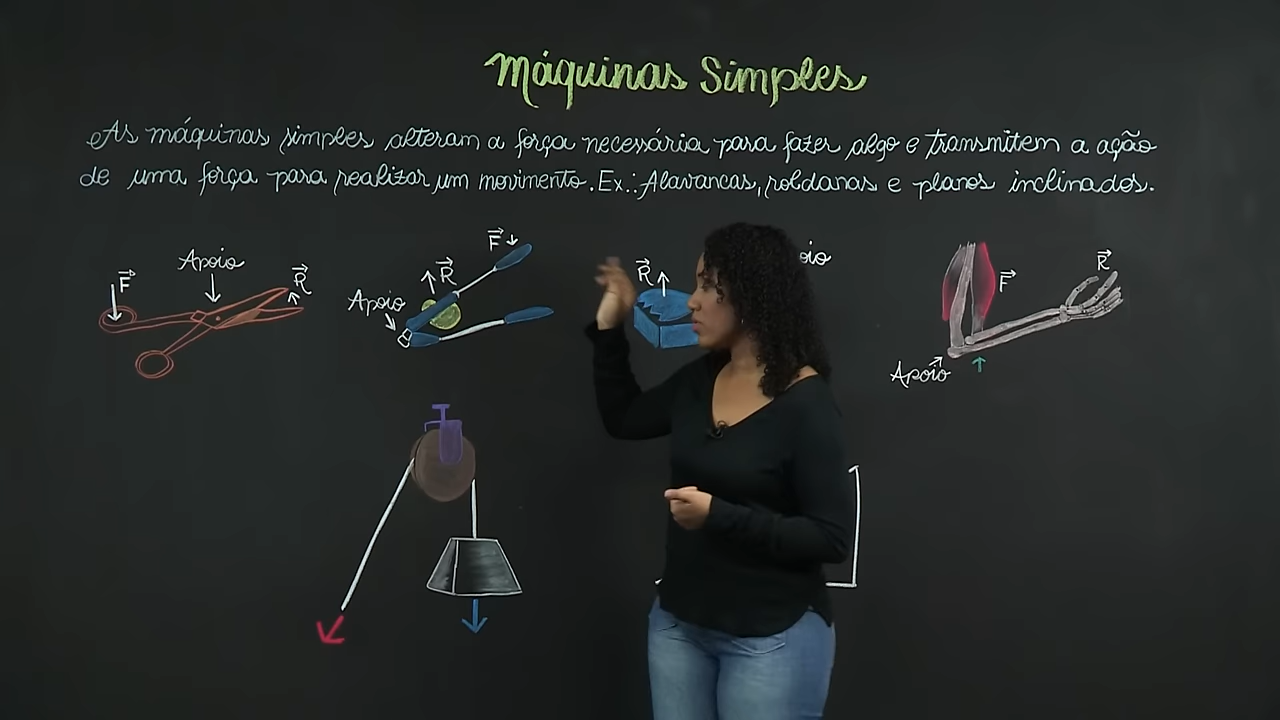 Máquinas Simples
As máquinas simples alteram a força necessária para fazer algo e transmitem a ação
de uma força para realizar um movimento. Ex.: Alavancas, roldanas e planos inclinados.
F Apoio R
Apoio R F
R
oio
F R
Apoio